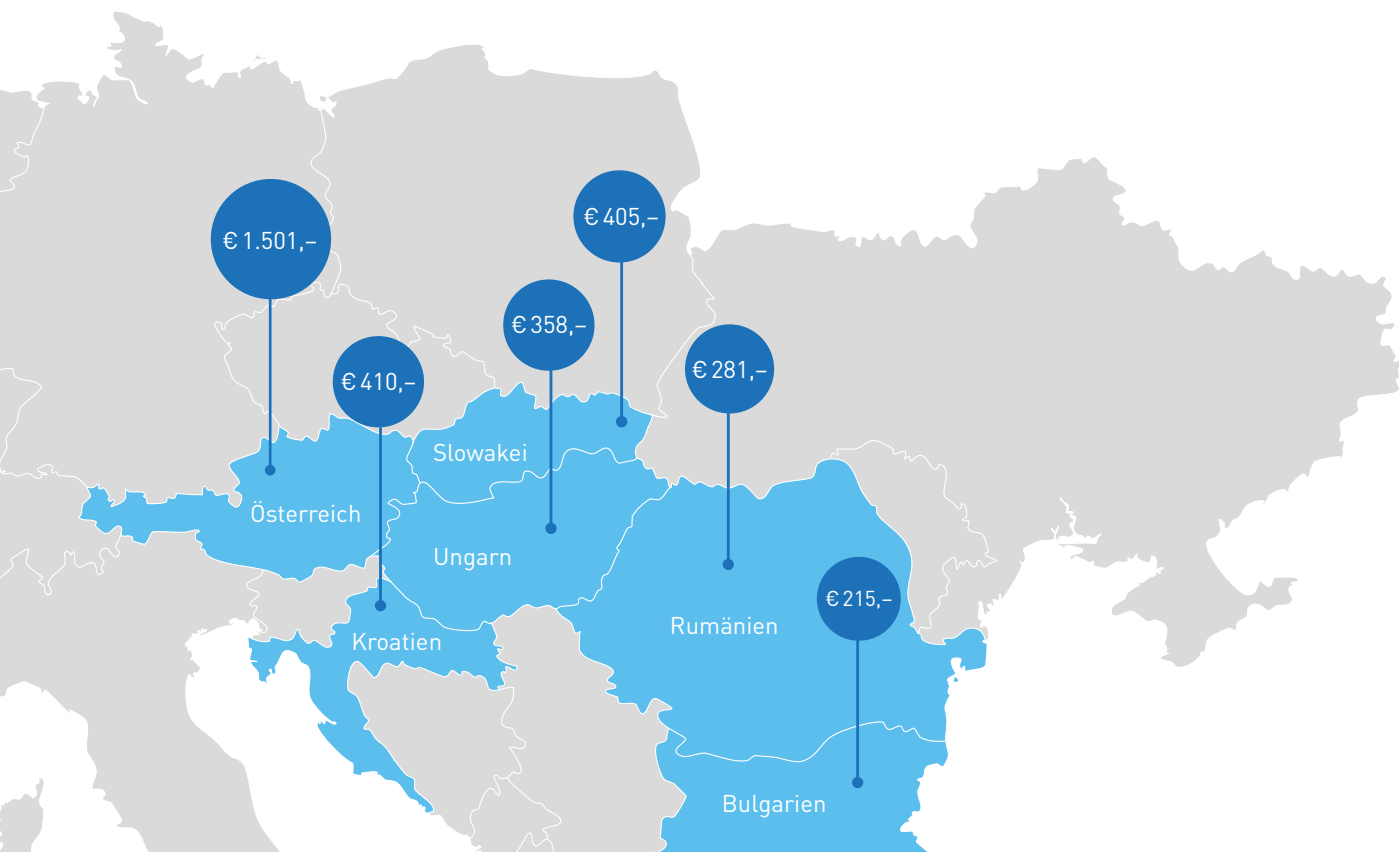 € 405,–
€ 1.501,–
€ 358,–
€ 281,–
€ 410,–
Slowakei
Österreich
Ungarn
€ 215,–
Rumänien
Kroatien
Bulgarien